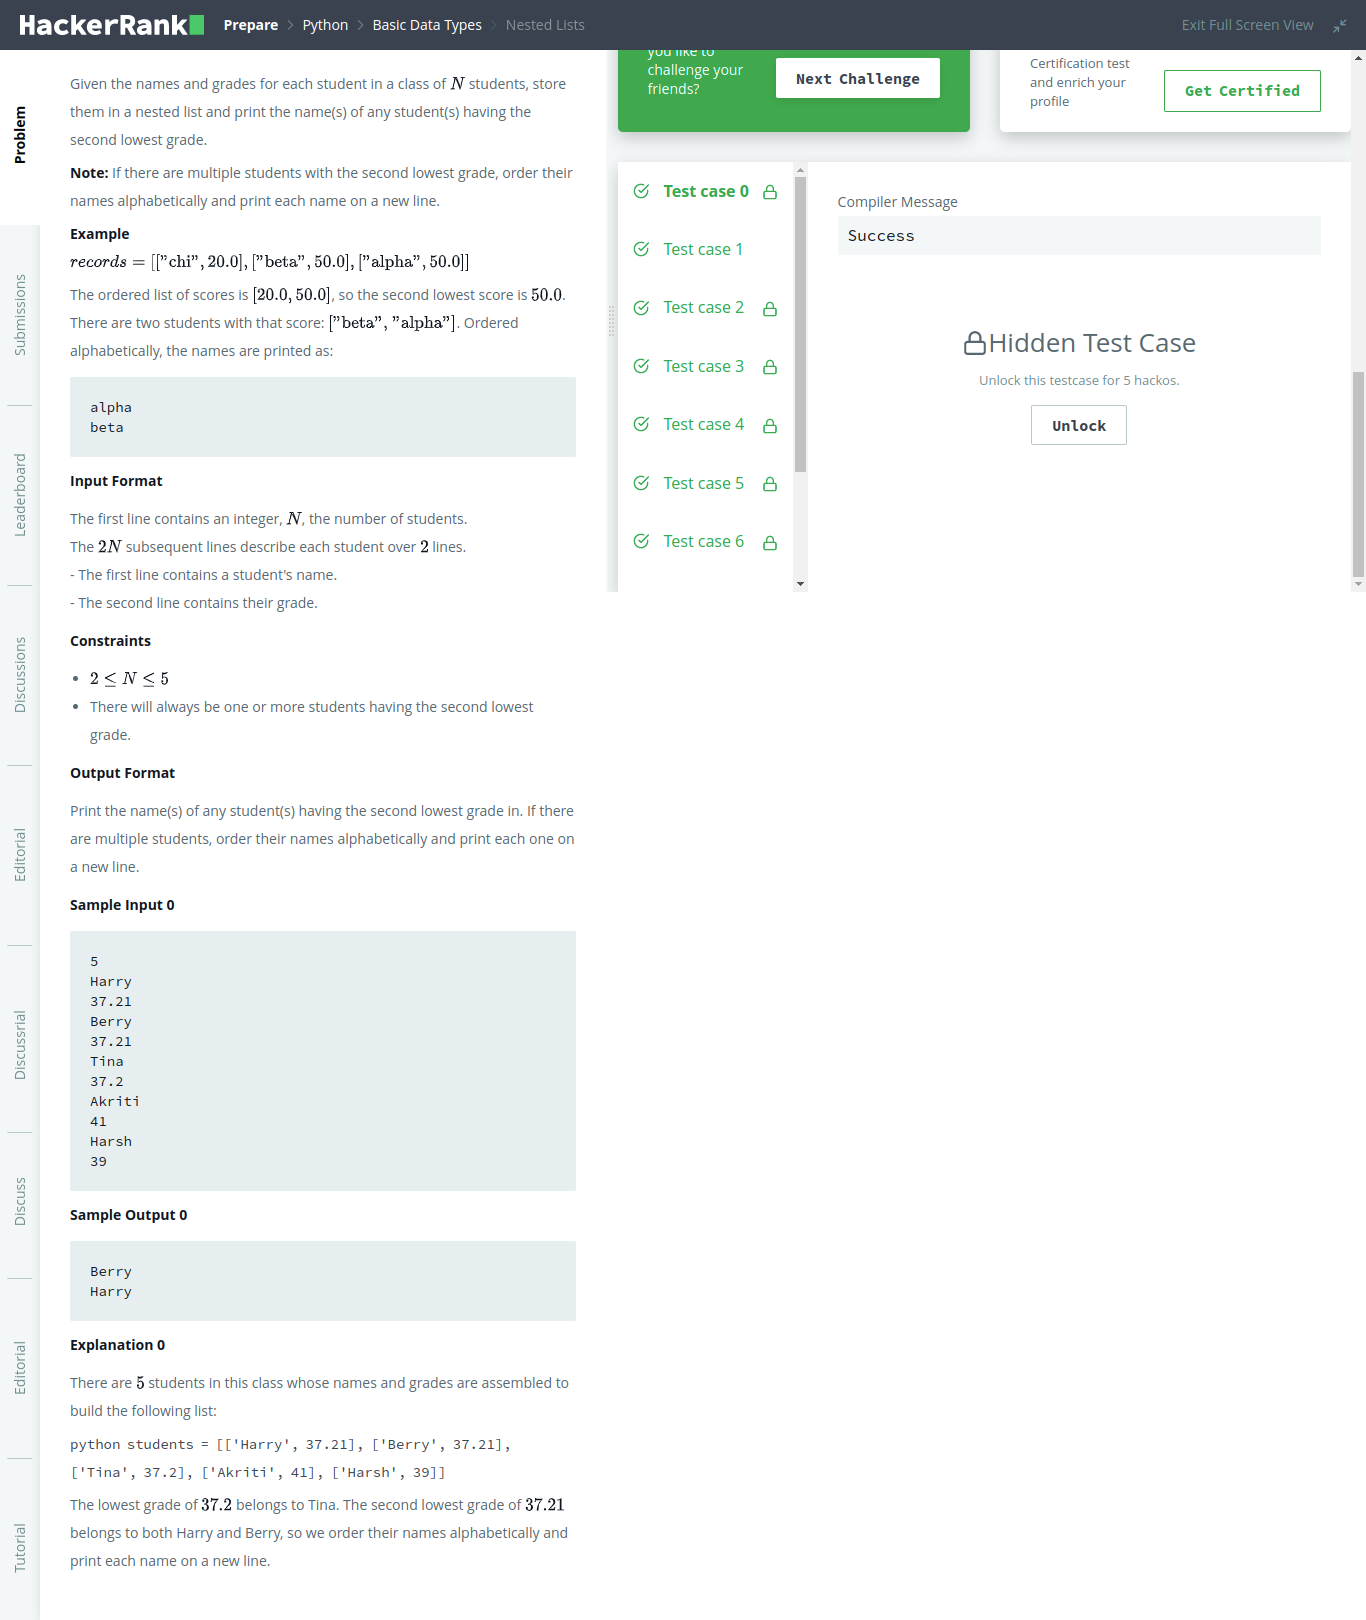 HackerRank Prepare > Python > Basic Data Types > Nested Lists Exit Full Screen View
Problem
Submissions
Leaderboard
Discussions
Editorial
Discussrial
Discuss
Editorial
Tutorial
Given the names and grades for each student in a class of N students, store
them in a nested list and print the name(s) of any student(s) having the
second lowest grade.
Note: If there are multiple students with the second lowest grade, order their
names alphabetically and print each name on a new line.
Example
records = [["chi", 20.0], ["beta", 50.0], ["alpha", 50.0]]
The ordered list of scores is [20.0, 50.0], so the second lowest score is 50.0.
There are two students with that score: ["beta", "alpha"]. Ordered
alphabetically, the names are printed as:
alpha
beta
Input Format
The first line contains an integer, N, the number of students.
The 2N subsequent lines describe each student over 2 lines.
- The first line contains a student's name.
- The second line contains their grade.
Constraints
• 2 ≤ N ≤ 5
• There will always be one or more students having the second lowest
grade.
Output Format
Print the name(s) of any student(s) having the second lowest grade in. If there
are multiple students, order their names alphabetically and print each one on
a new line.
Sample Input 0
5
Harry
37.21
Berry
37.21
Tina
37.2
Akriti
41
Harsh
39
Sample Output 0
Berry
Harry
Explanation 0
There are 5 students in this class whose names and grades are assembled to
build the following list:
python students = [['Harry', 37.21], ['Berry', 37.21],
['Tina', 37.2], ['Akriti', 41], ['Harsh', 39]]
The lowest grade of 37.2 belongs to Tina. The second lowest grade of 37.21
belongs to both Harry and Berry, so we order their names alphabetically and
print each name on a new line.
you like to
challenge your
friends?
Next Challenge
Certification test
and enrich your
profile
Get Certified
Test case 0
Test case 1
Test case 2
Test case 3
Test case 4
Test case 5
Test case 6
Compiler Message
Success
Hidden Test Case
Unlock this testcase for 5 hackos.
Unlock